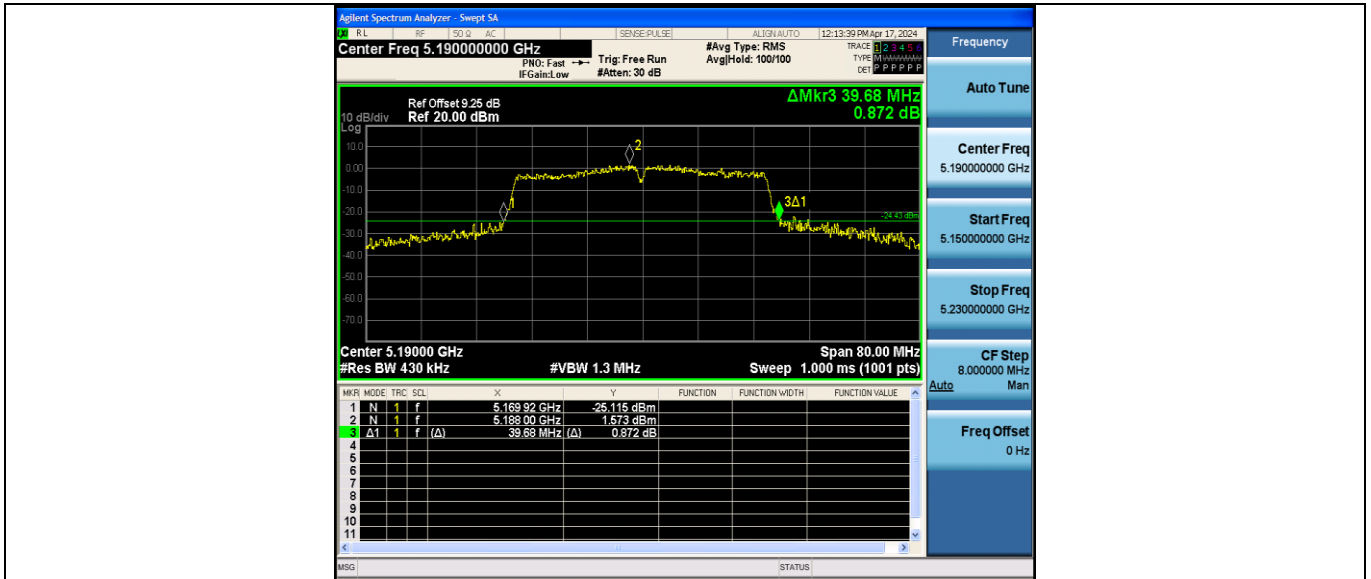 Agilent Spectrum Analyzer - Swept SA
RL RF 50 Ω AC SENSE:PULSE ALIGN AUTO 12:13:39 PM Apr 17, 2024
Center Freq 5.190000000 GHz #Avg Type: RMS TRACE 1 2 3 4 5 6
PNO: Fast Trig: Free Run Avg|Hold: 100/100 TYPE M
IFGain:Low #Atten: 30 dB DET P P P P P P
Frequency
Auto Tune
Center Freq
5.190000000 GHz
Start Freq
5.150000000 GHz
Stop Freq
5.230000000 GHz
CF Step
8.000000 MHz
Auto Man
Freq Offset
0 Hz
ΔMkr3 39.68 MHz
0.872 dB
Ref Offset 9.25 dB
10 dB/div Ref 20.00 dBm
Log
10.0
0.00
-10.0
-20.0
-30.0
-40.0
-50.0
-60.0
-70.0
2
1
3Δ1
-24.43 dBm
Center 5.19000 GHz Span 80.00 MHz
#Res BW 430 kHz #VBW 1.3 MHz Sweep 1.000 ms (1001 pts)
MKR MODE TRC SCL X Y FUNCTION FUNCTION WIDTH FUNCTION VALUE
1 N 1 f 5.169 92 GHz -25.115 dBm
2 N 1 f 5.188 00 GHz 1.573 dBm
3 Δ1 1 f (Δ) 39.68 MHz (Δ) 0.872 dB
4
5
6
7
8
9
10
11
MSG STATUS